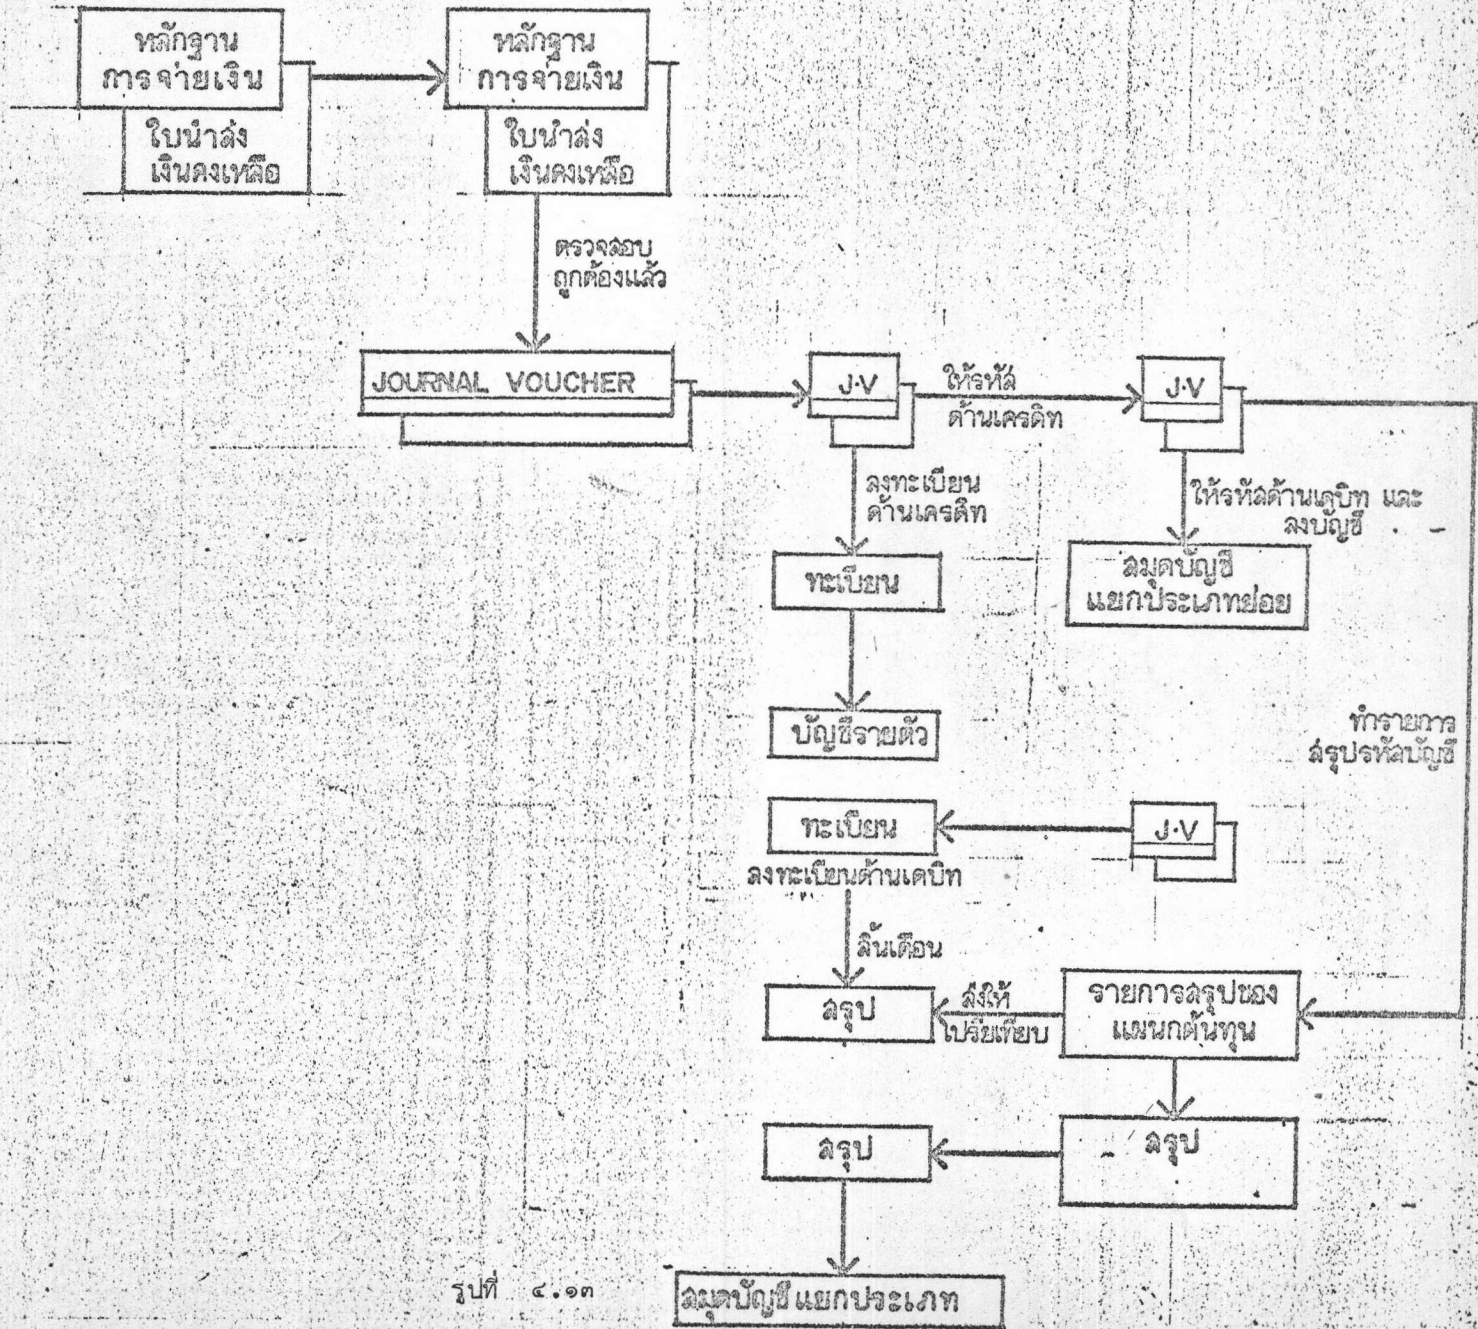 หลักฐาน
การจ่ายเงิน
ใบนำส่ง
เงินคงเหลือ
หลักฐาน
การจ่ายเงิน
ใบนำส่ง
เงินคงเหลือ
ตรวจสอบ
ถูกต้องแล้ว
JOURNAL VOUCHER
J.V
ให้รหัส
ด้านเครดิท
J.V
ลงทะเบียน
ด้านเครดิท
ให้รหัสด้านเดบิท และ
ลงบัญชี
ทะเบียน
สมุดบัญชี
แยกประเภทย่อย
บัญชีรายตัว
ทำรายการ
สรุปรหัสบัญชี
ทะเบียน
J.V
ลงทะเบียนด้านเดบิท
สิ้นเดือน
สรุป
ส่งให้
เปรียเทียบ
รายการสรุปของ
แผนกต้นทุน
สรุป
สรุป
รูปที่ ๔.๑๓
สมุดบัญชีแยกประเภท